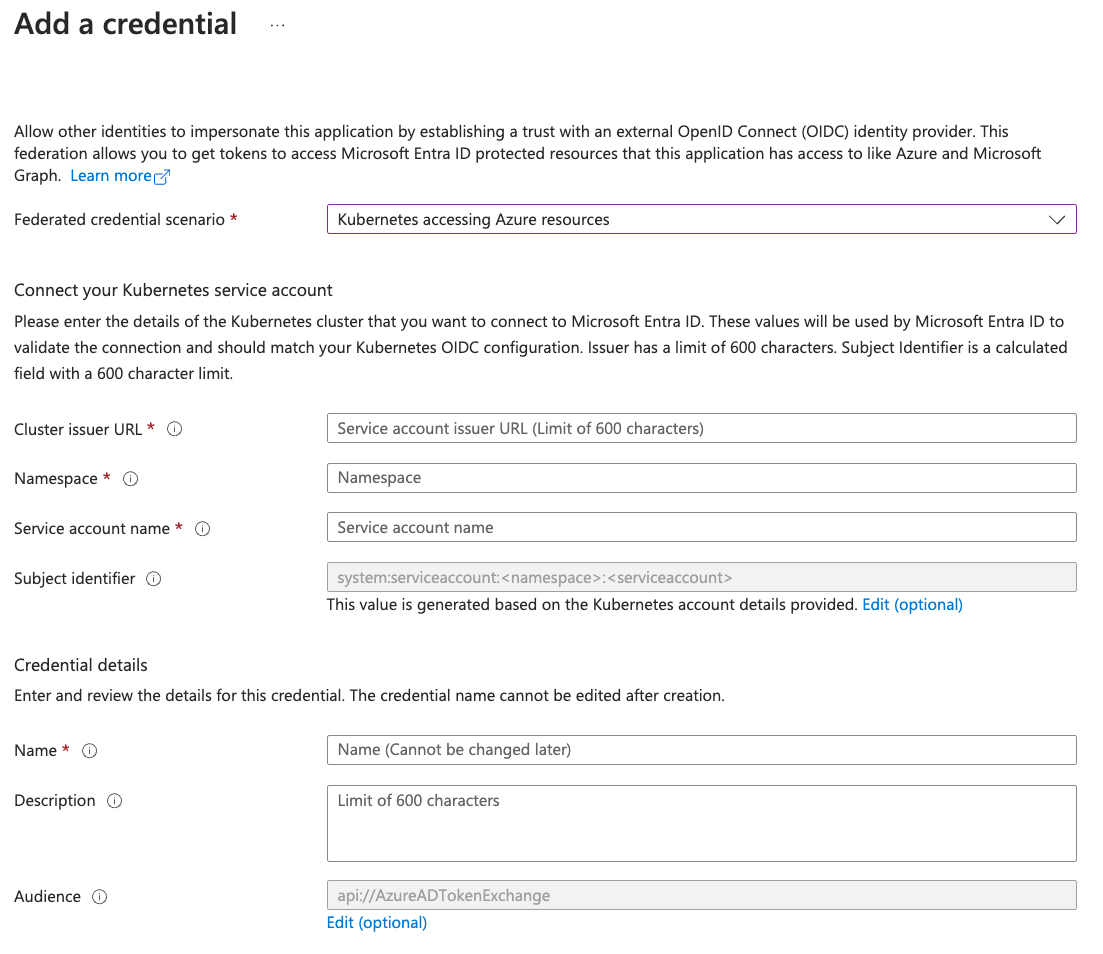 Add a credential ...
Allow other identities to impersonate this application by establishing a trust with an external OpenID Connect (OIDC) identity provider. This
federation allows you to get tokens to access Microsoft Entra ID protected resources that this application has access to like Azure and Microsoft
Graph. Learn more
Federated credential scenario * Kubernetes accessing Azure resources
Connect your Kubernetes service account
Please enter the details of the Kubernetes cluster that you want to connect to Microsoft Entra ID. These values will be used by Microsoft Entra ID to
validate the connection and should match your Kubernetes OIDC configuration. Issuer has a limit of 600 characters. Subject Identifier is a calculated
field with a 600 character limit.
Cluster issuer URL * Service account issuer URL (Limit of 600 characters)
Namespace * Namespace
Service account name * Service account name
Subject identifier system:serviceaccount:<namespace>:<serviceaccount>
This value is generated based on the Kubernetes account details provided. Edit (optional)
Credential details
Enter and review the details for this credential. The credential name cannot be edited after creation.
Name * Name (Cannot be changed later)
Description Limit of 600 characters
Audience api://AzureADTokenExchange
Edit (optional)